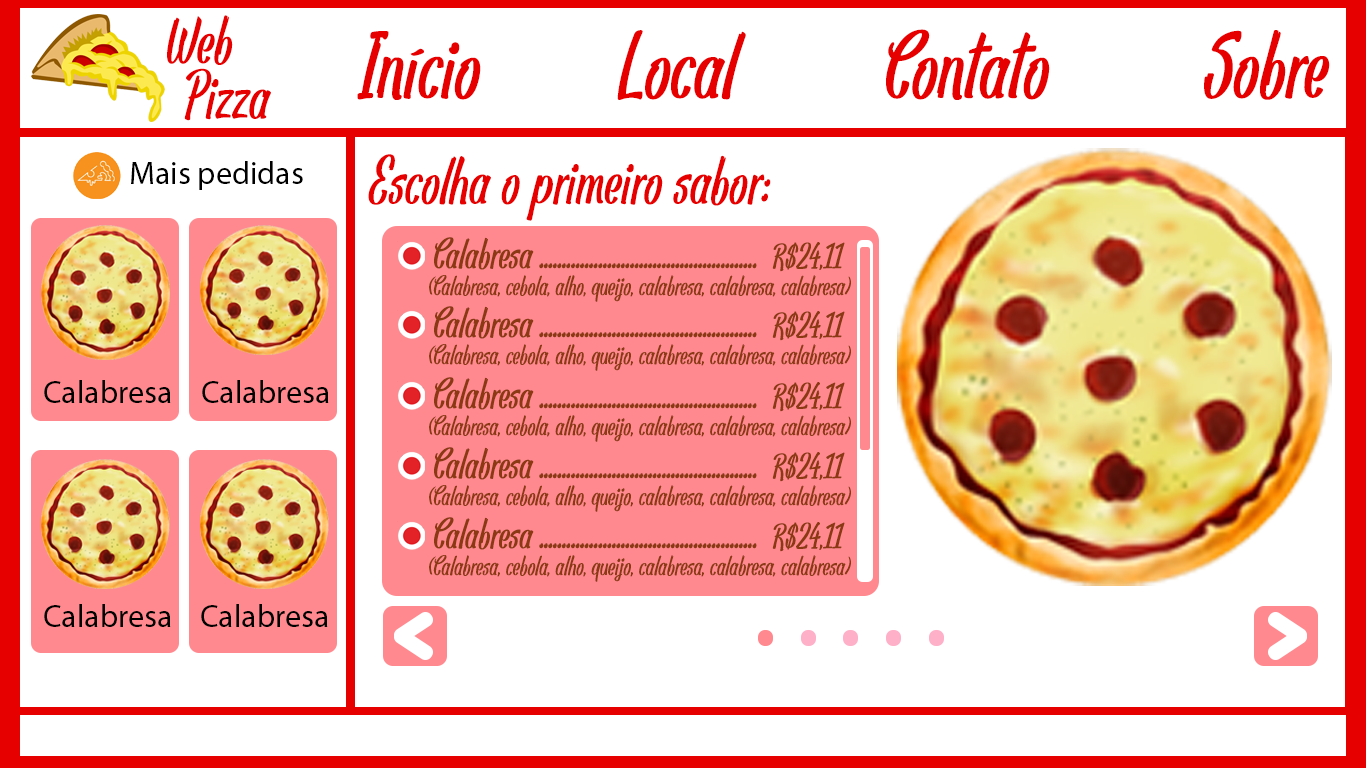 Web
Pizza
Início Local Contato Sobre
Mais pedidas
Calabresa Calabresa
Calabresa Calabresa
Escolha o primeiro sabor:
Calabresa ................................................ R$24,11
(Calabresa, cebola, alho, queijo, calabresa, calabresa, calabresa)
Calabresa ................................................ R$24,11
(Calabresa, cebola, alho, queijo, calabresa, calabresa, calabresa)
Calabresa ................................................ R$24,11
(Calabresa, cebola, alho, queijo, calabresa, calabresa, calabresa)
Calabresa ................................................ R$24,11
(Calabresa, cebola, alho, queijo, calabresa, calabresa, calabresa)
Calabresa ................................................ R$24,11
(Calabresa, cebola, alho, queijo, calabresa, calabresa, calabresa)